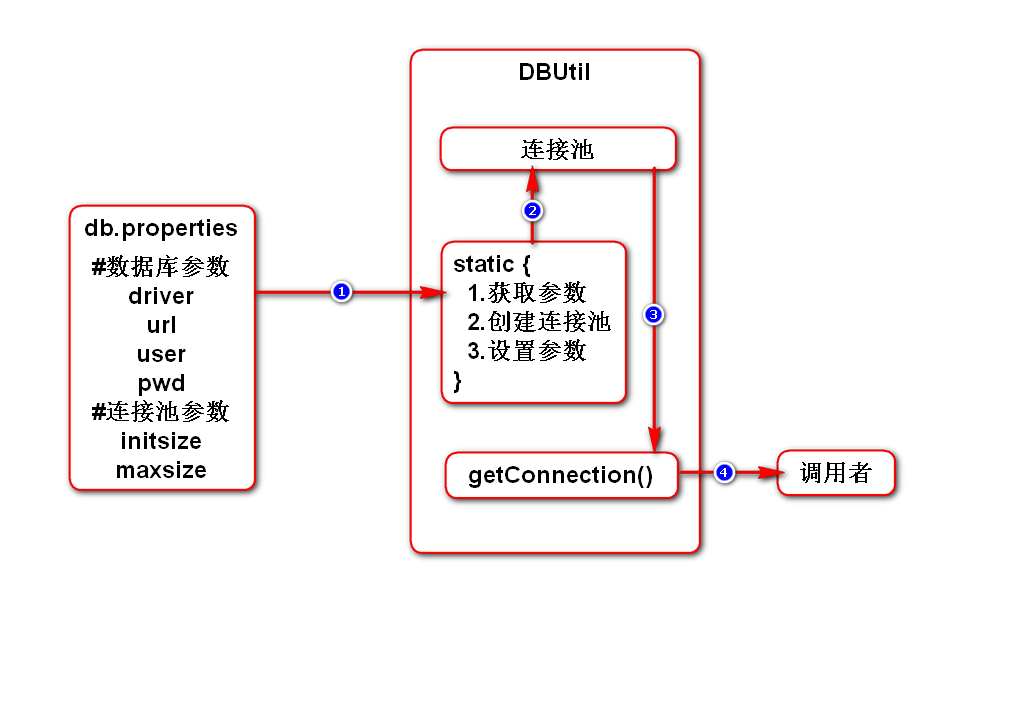 DBUtil
连接池
db.properties
#数据库参数
driver
url
user
pwd
#连接池参数
initsize
maxsize
1
2
static {
1.获取参数
2.创建连接池
3.设置参数
}
3
getConnection()
4
调用者